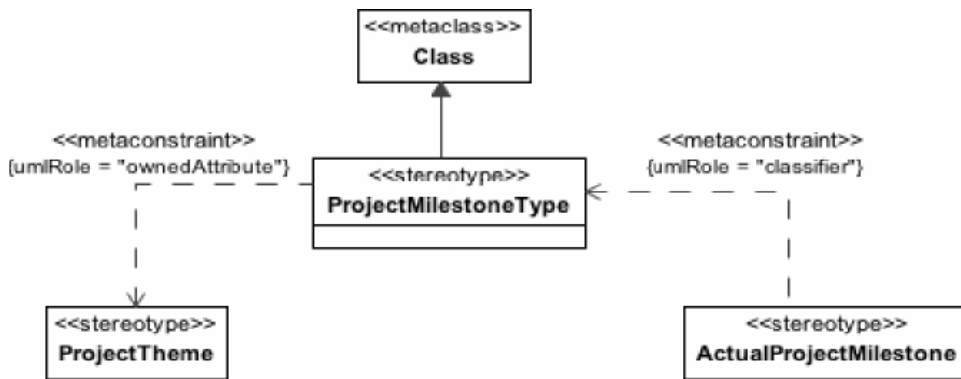 <<metaclass>>
Class
<<metaconstraint>>
{umlRole = "ownedAttribute"}
<<metaconstraint>>
{umlRole = "classifier"}
<<stereotype>>
ProjectMilestoneType
<<stereotype>>
ProjectTheme
<<stereotype>>
ActualProjectMilestone